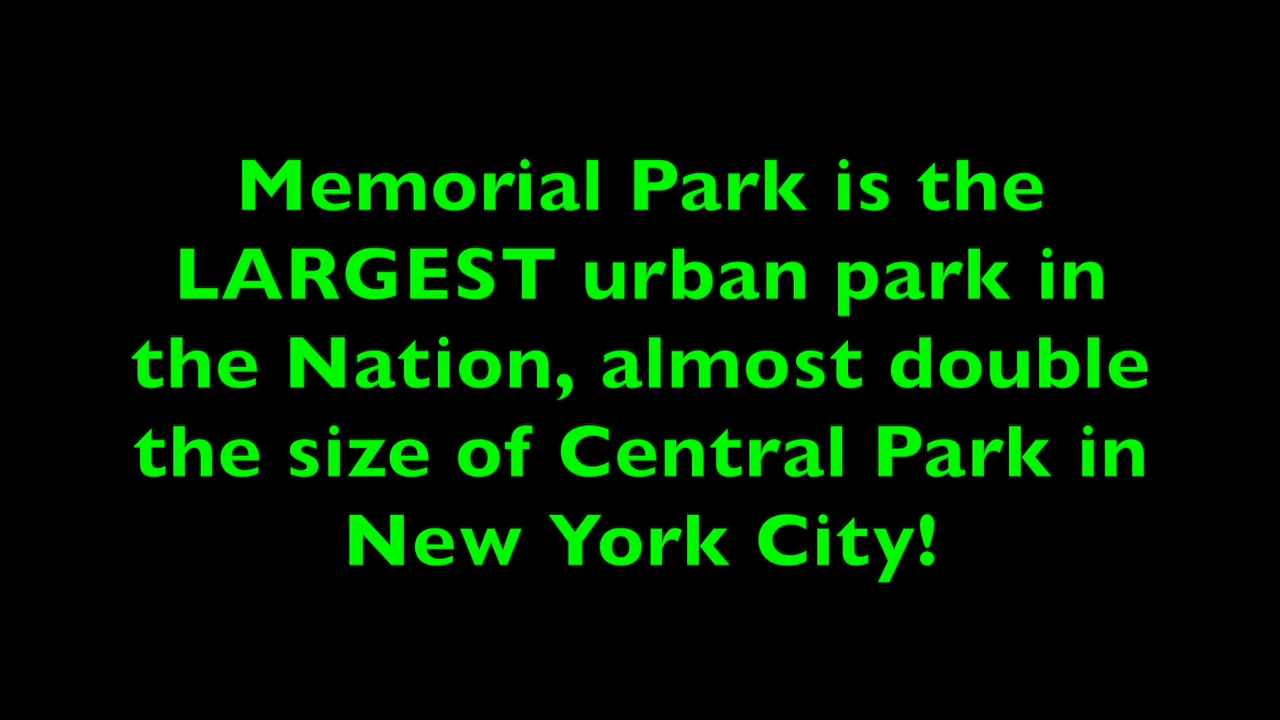 Memorial Park is the
LARGEST urban park in
the Nation, almost double
the size of Central Park in
New York City!